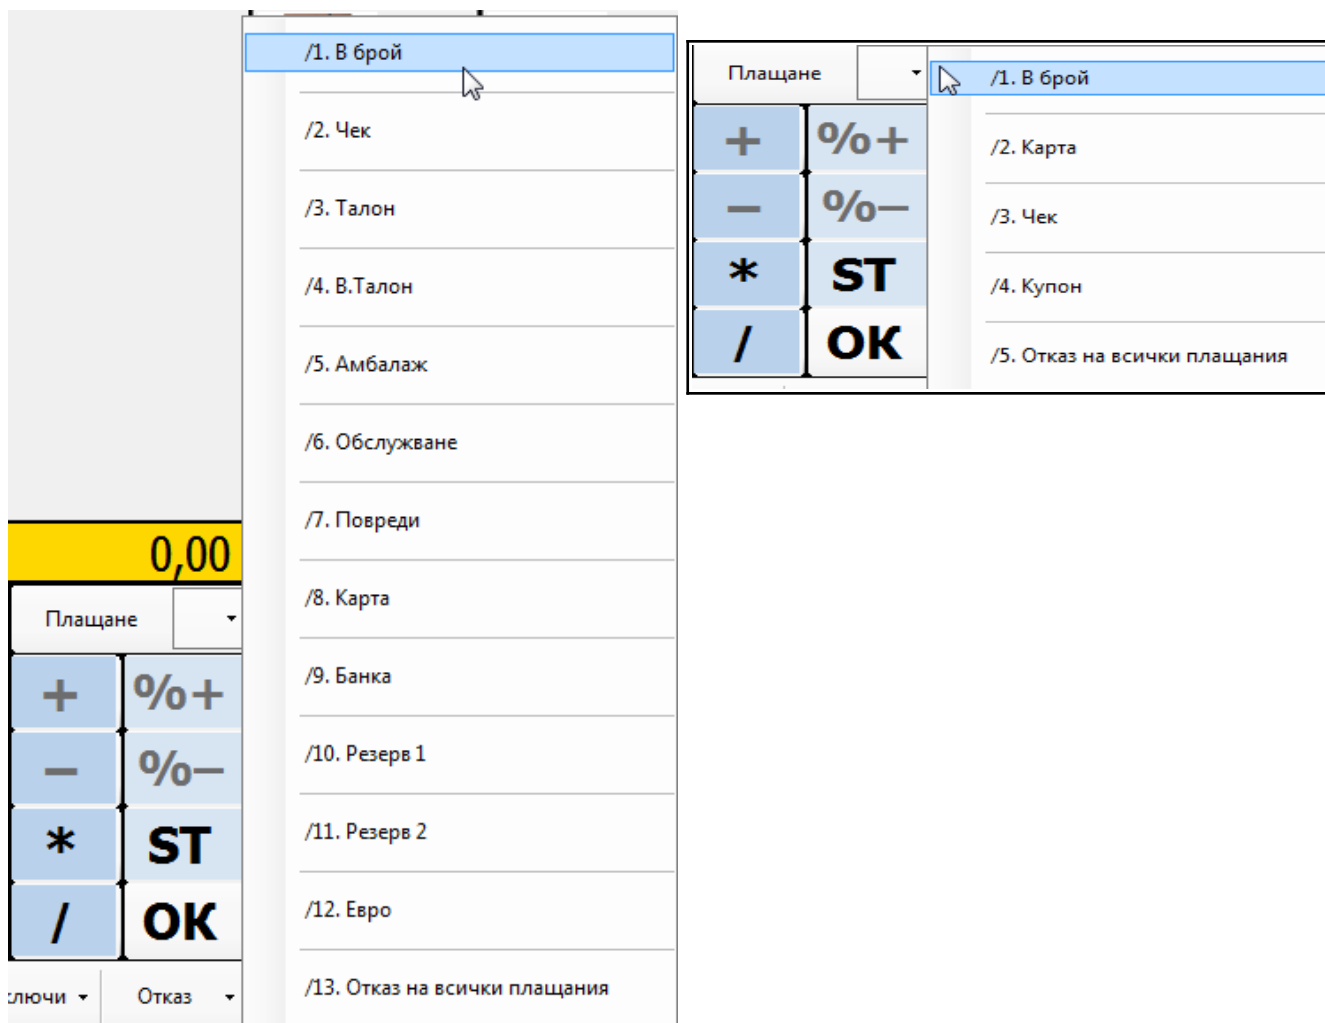 /1. В брой
/2. Чек
/3. Талон
/4. В.Талон
/5. Амбалаж
/6. Обслужване
/7. Повреди
/8. Карта
/9. Банка
/10. Резерв 1
/11. Резерв 2
/12. Евро
/13. Отказ на всички плащания
0,00
Плащане
+ %+
− %−
* ST
/ OK
ключи Отказ
Плащане
+ %+
− %−
* ST
/ OK
/1. В брой
/2. Карта
/3. Чек
/4. Купон
/5. Отказ на всички плащания